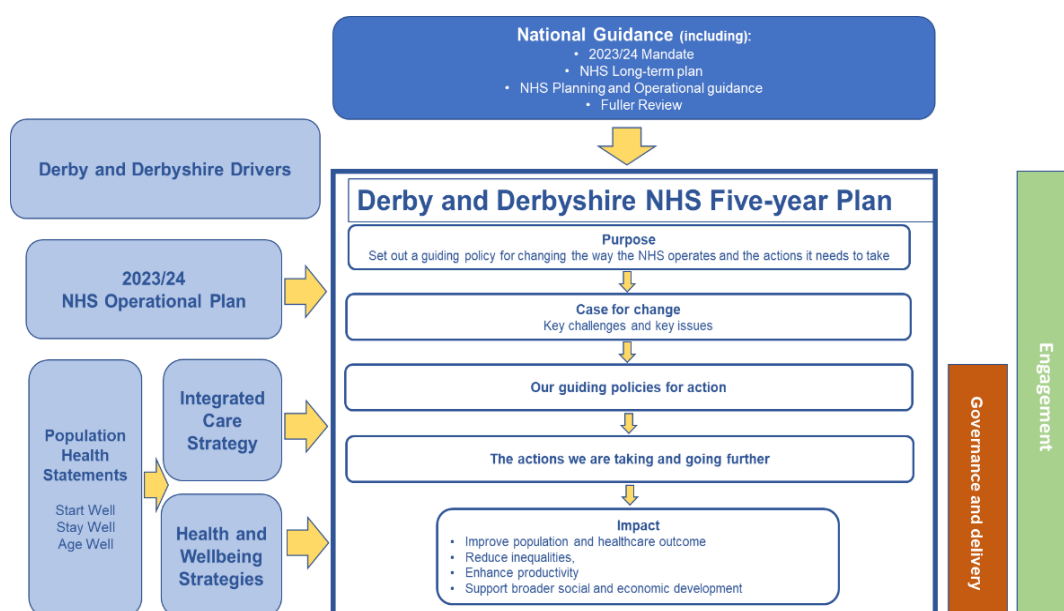 National Guidance (including):
• 2023/24 Mandate
• NHS Long-term plan
• NHS Planning and Operational guidance
• Fuller Review
Derby and Derbyshire Drivers
2023/24
NHS Operational Plan
Population
Health
Statements
Start Well
Stay Well
Age Well
Integrated
Care
Strategy
Health and
Wellbeing
Strategies
Derby and Derbyshire NHS Five-year Plan
Purpose
Set out a guiding policy for changing the way the NHS operates and the actions it needs to take
Case for change
Key challenges and key issues
Our guiding policies for action
The actions we are taking and going further
Impact
▪ Improve population and healthcare outcome
▪ Reduce inequalities,
▪ Enhance productivity
▪ Support broader social and economic development
Governance and delivery
Engagement